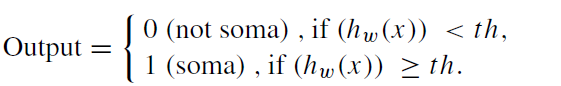 Output = { 0 (not soma) , if (h_w(x)) < th,
1 (soma) , if (h_w(x)) ≥ th.